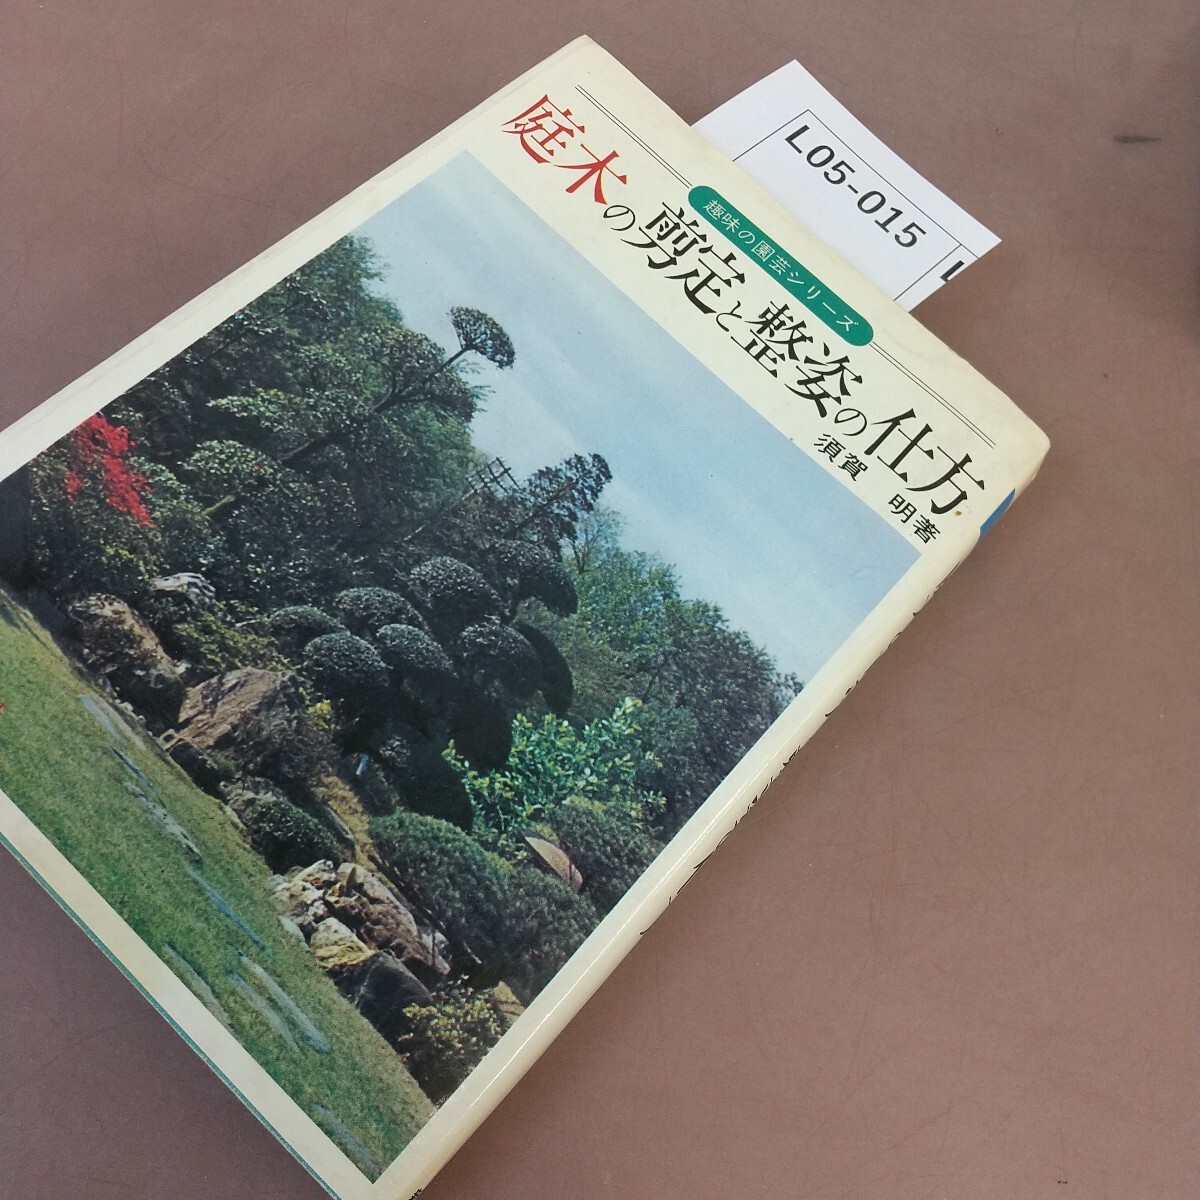 趣味の園芸シリーズ
庭木の剪定と整姿の仕方
須賀 明著
L05-015